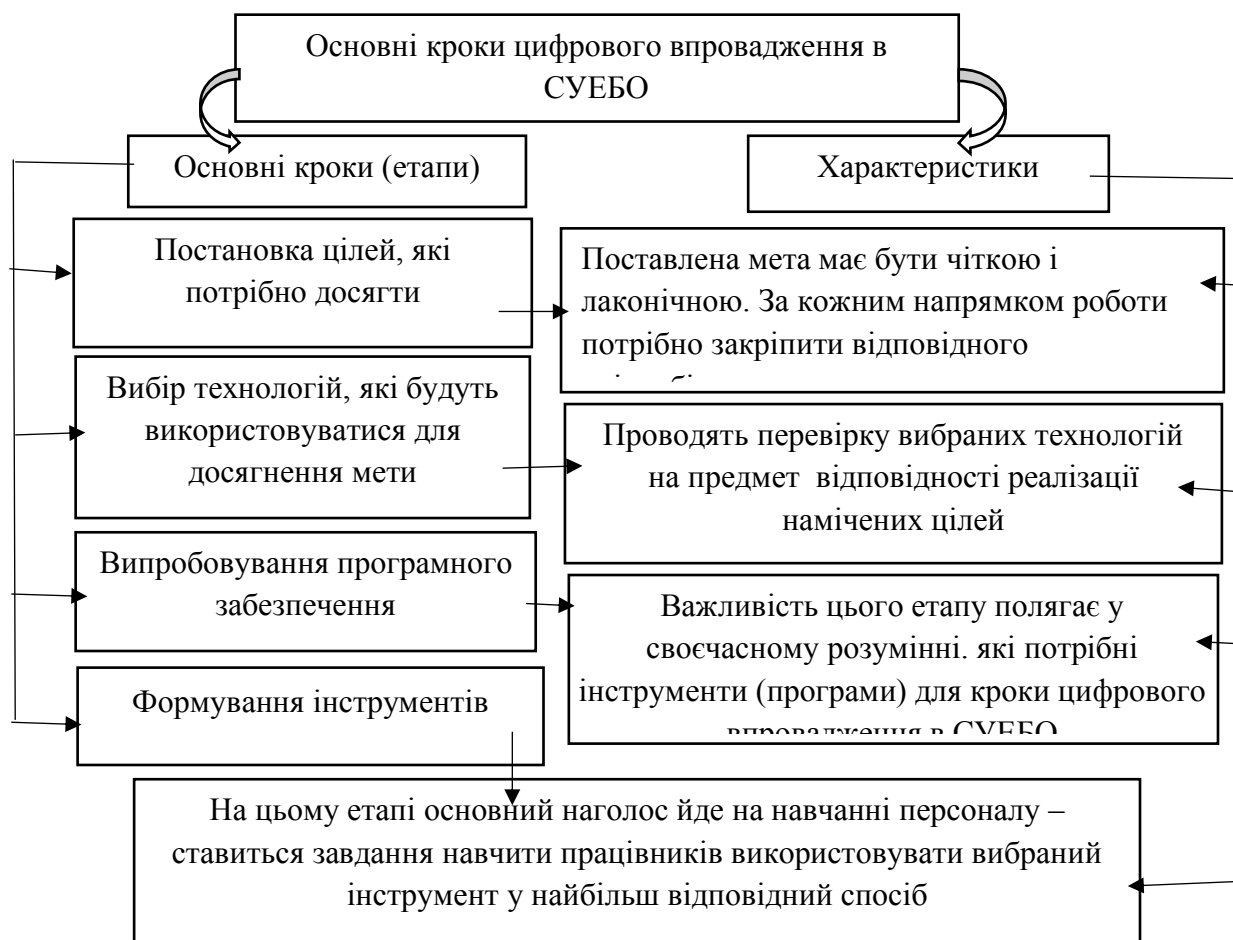 Основні кроки цифрового впровадження в
СУЕБО
Основні кроки (етапи)
Характеристики
Постановка цілей, які
потрібно досягти
Поставлена мета має бути чіткою і
лаконічною. За кожним напрямком роботи
потрібно закріпити відповідного
Вибір технологій, які будуть
використовуватися для
досягнення мети
Проводять перевірку вибраних технологій
на предмет відповідності реалізації
намічених цілей
Випробовування програмного
забезпечення
Важливість цього етапу полягає у
своєчасному розумінні. які потрібні
інструменти (програми) для кроки цифрового
впровадження в СУЕБО
Формування інструментів
На цьому етапі основний наголос йде на навчанні персоналу –
ставиться завдання навчити працівників використовувати вибраний
інструмент у найбільш відповідний спосіб